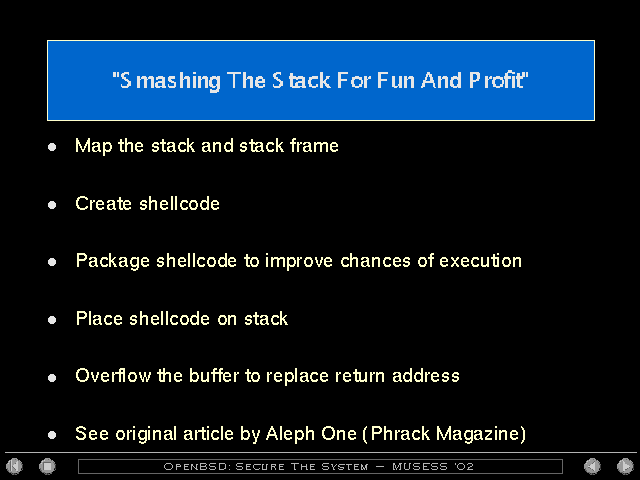 "Smashing The Stack For Fun And Profit"
Map the stack and stack frame
Create shellcode
Package shellcode to improve chances of execution
Place shellcode on stack
Overflow the buffer to replace return address
See original article by Aleph One (Phrack Magazine)
OpenBSD: Secure The System – MUSESS '02